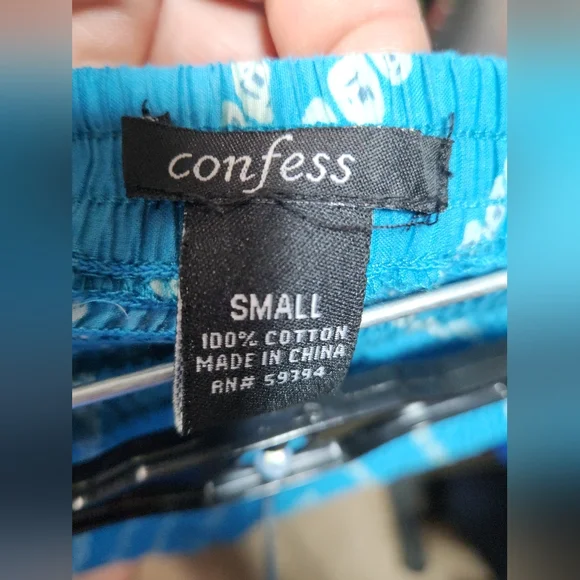 confess
SMALL
100% COTTON
MADE IN CHINA
RN# 59394